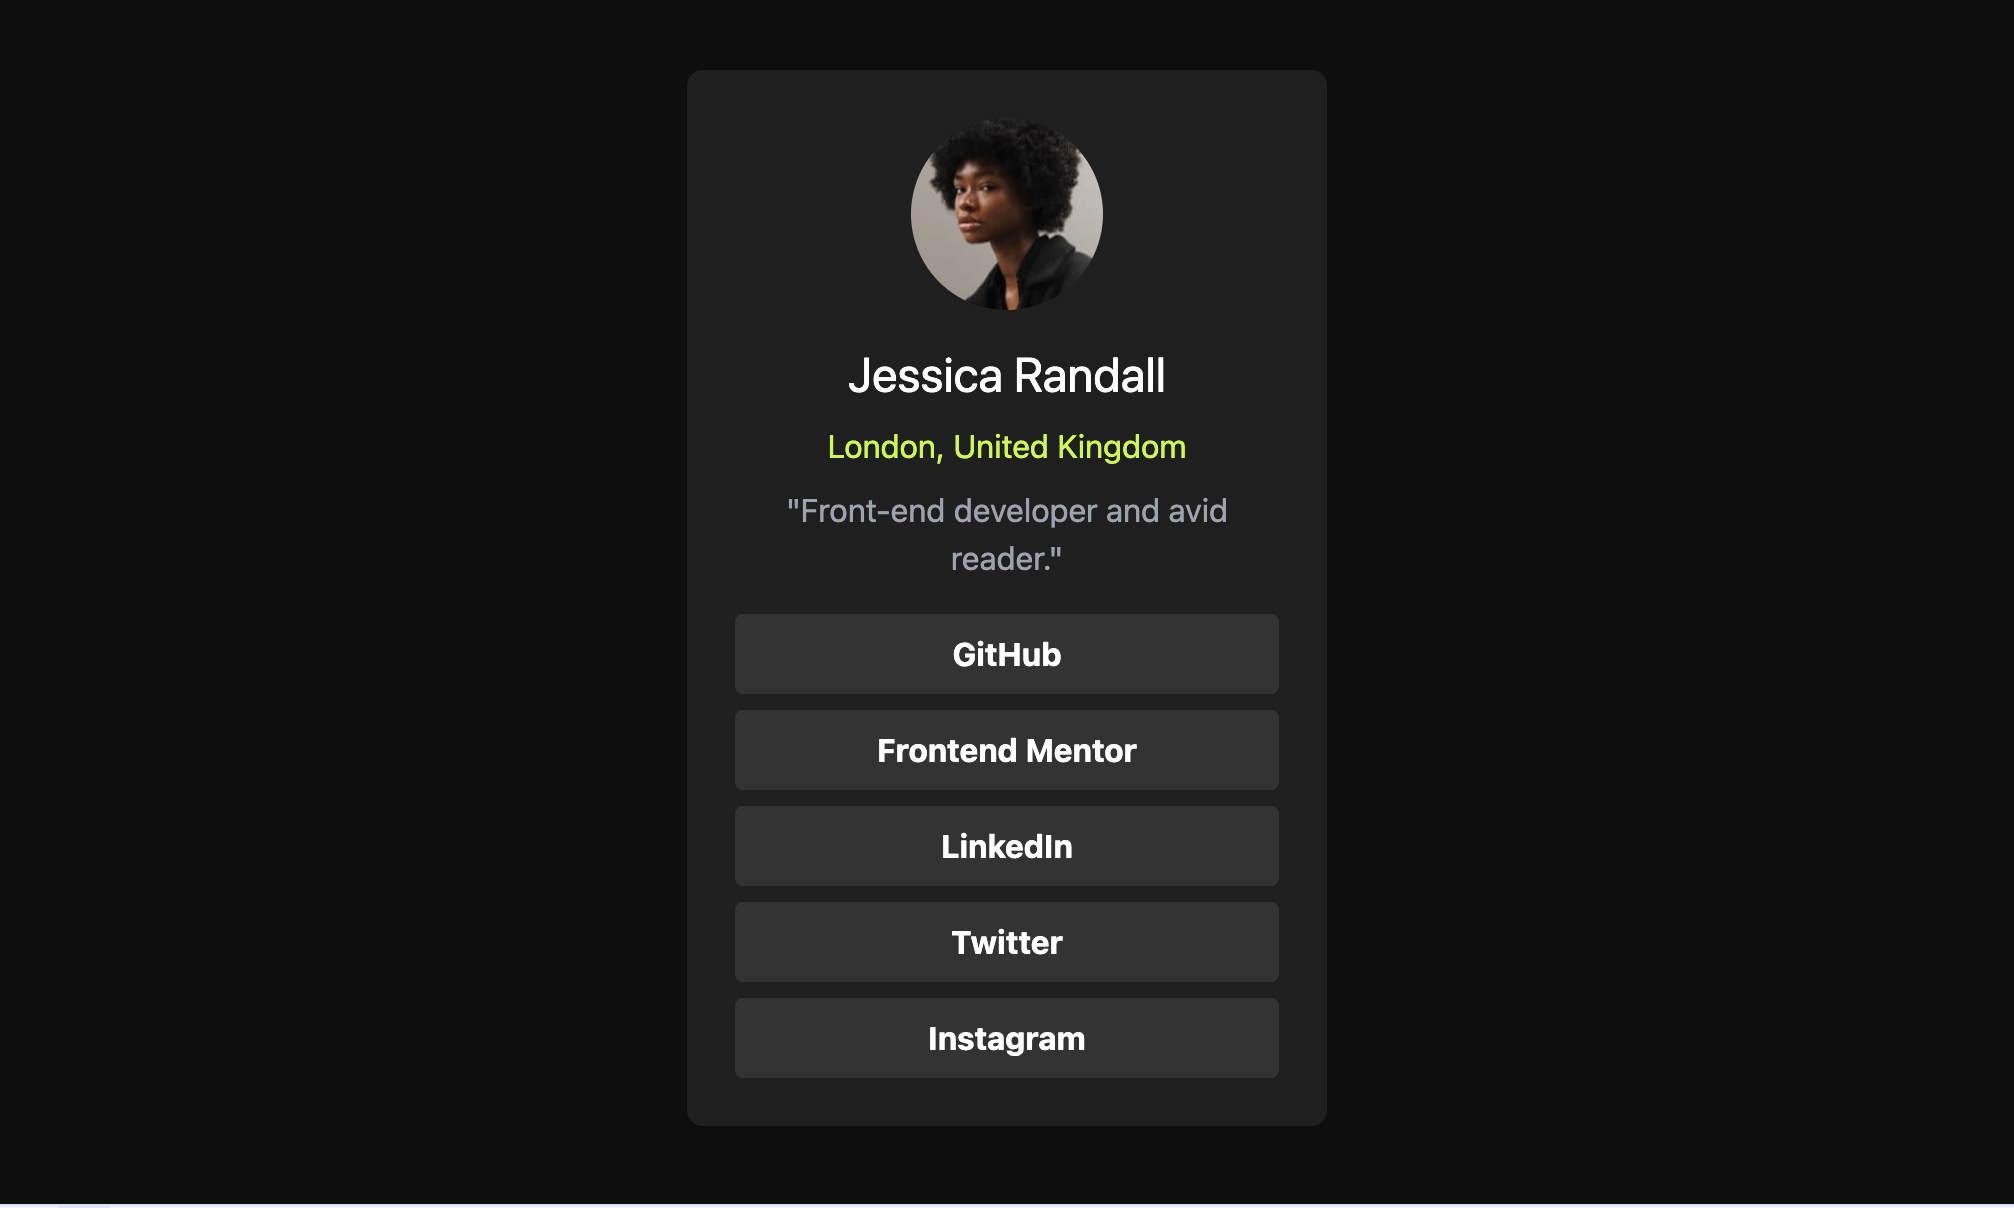 Jessica Randall
London, United Kingdom
"Front-end developer and avid
reader."
GitHub
Frontend Mentor
LinkedIn
Twitter
Instagram